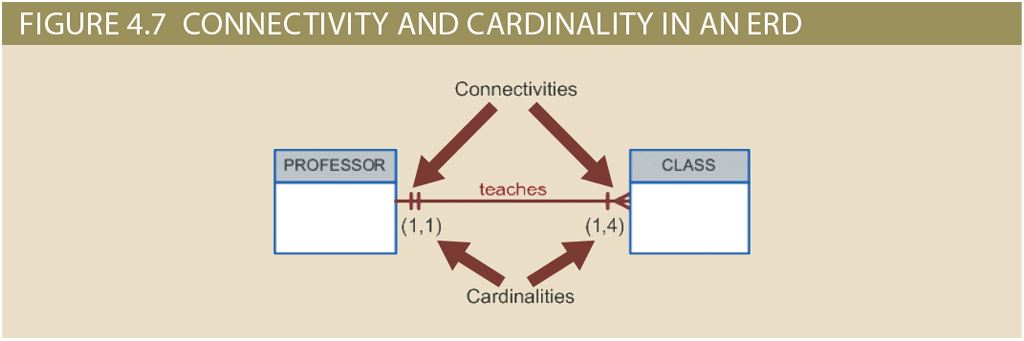 FIGURE 4.7 CONNECTIVITY AND CARDINALITY IN AN ERD
Connectivities
PROFESSOR
CLASS
teaches
(1,1)
(1,4)
Cardinalities